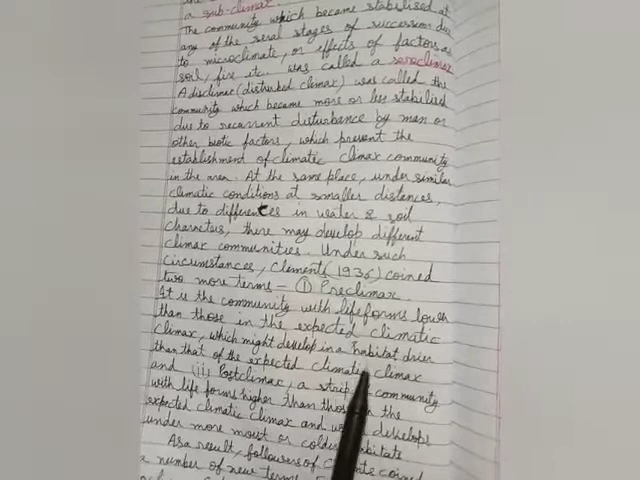 a sub-climax
The community which became stabilised at
any of the seral stages of succession due
to microclimate, or effects of factors as
soil, fire etc. was called a serclimax
A disclimax (disturbed climax) was called the
community which became more or less stabilised
due to recurrent disturbance by man or
other biotic factors, which prevent the
establishment of climatic climax community
in the area. At the same place, under similar
climatic conditions at smaller distances,
due to differences in water & soil
characters, there may develop different
climax communities. Under such
circumstances, Clements (1936) coined
two more terms - (i) Preclimax.
It is the community with lifeforms lower
than those in the expected climatic
climax, which might develop in a habitat drier
than that of the expected climatic climax
and (ii) Postclimax, a strip community
with life forms higher than those in the
expected climatic climax and develops
under more moist or colder habitate
As a result, followers of coined
a number of new terms